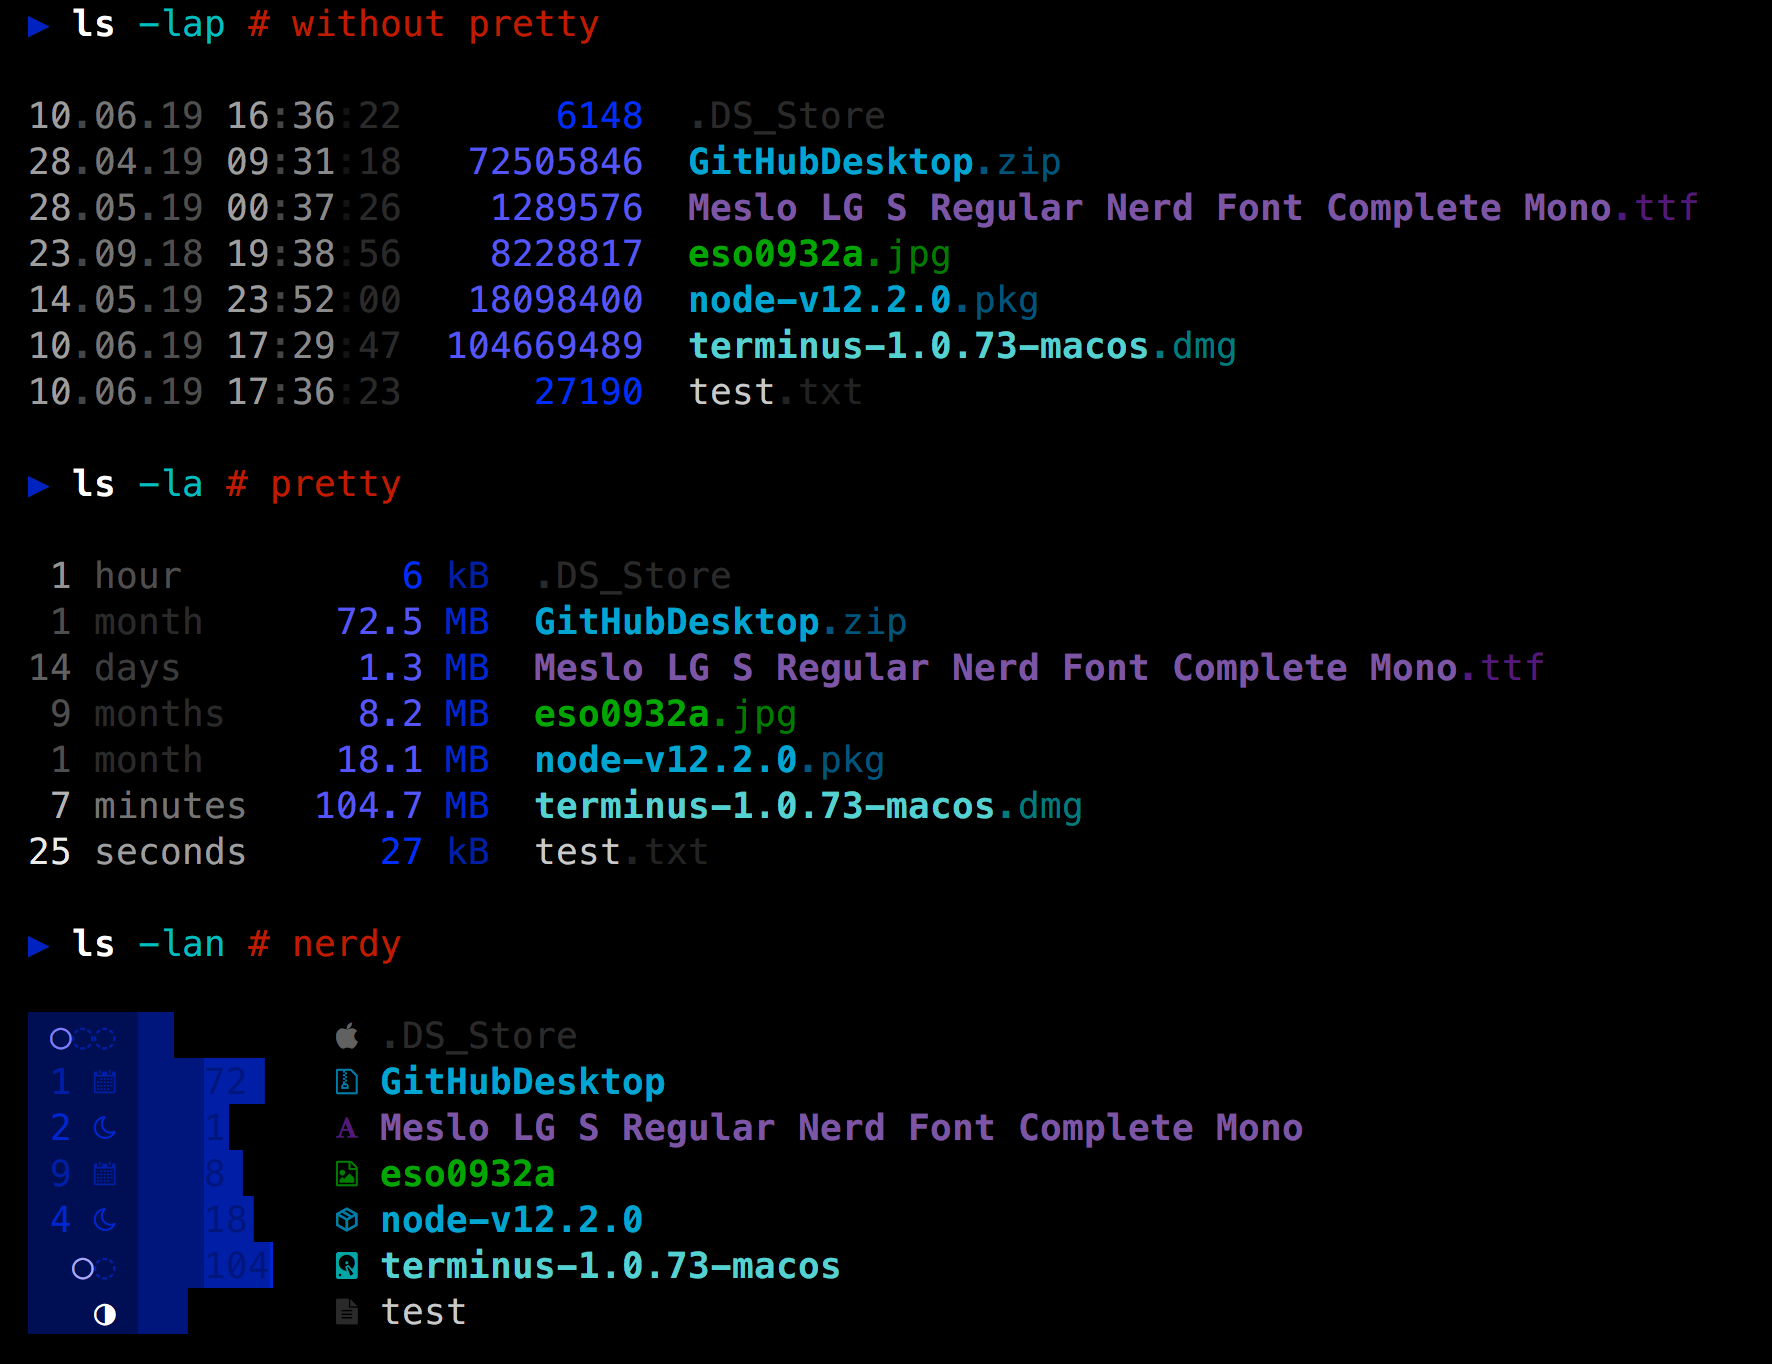 ▶ ls -lap # without pretty
10.06.19 16:36:22 6148 .DS_Store
28.04.19 09:31:18 72505846 GitHubDesktop.zip
28.05.19 00:37:26 1289576 Meslo LG S Regular Nerd Font Complete Mono.ttf
23.09.18 19:38:56 8228817 eso0932a.jpg
14.05.19 23:52:00 18098400 node-v12.2.0.pkg
10.06.19 17:29:47 104669489 terminus-1.0.73-macos.dmg
10.06.19 17:36:23 27190 test.txt
▶ ls -la # pretty
1 hour 6 kB .DS_Store
1 month 72.5 MB GitHubDesktop.zip
14 days 1.3 MB Meslo LG S Regular Nerd Font Complete Mono.ttf
9 months 8.2 MB eso0932a.jpg
1 month 18.1 MB node-v12.2.0.pkg
7 minutes 104.7 MB terminus-1.0.73-macos.dmg
25 seconds 27 kB test.txt
▶ ls -lan # nerdy
.DS_Store
1 72 GitHubDesktop
2 1 Meslo LG S Regular Nerd Font Complete Mono
9 8 eso0932a
4 18 node-v12.2.0
104 terminus-1.0.73-macos
test